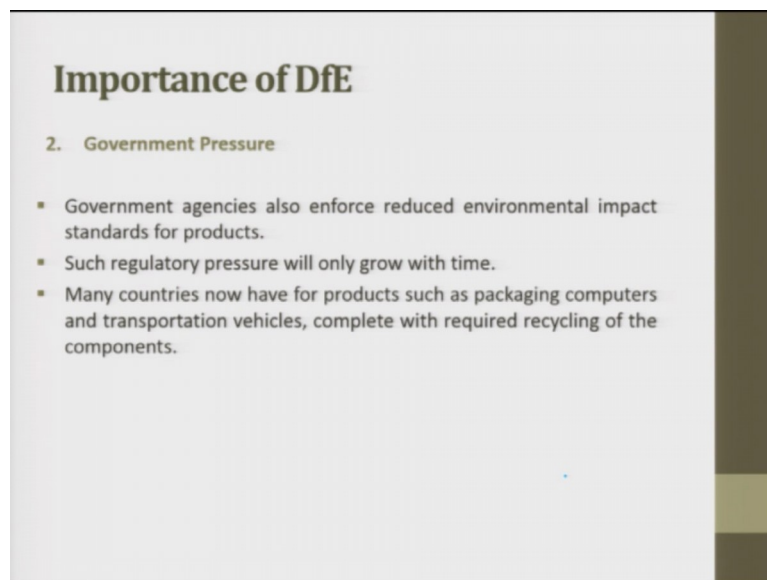 Importance of DfE
2. Government Pressure
▪ Government agencies also enforce reduced environmental impact
standards for products.
▪ Such regulatory pressure will only grow with time.
▪ Many countries now have for products such as packaging computers
and transportation vehicles, complete with required recycling of the
components.